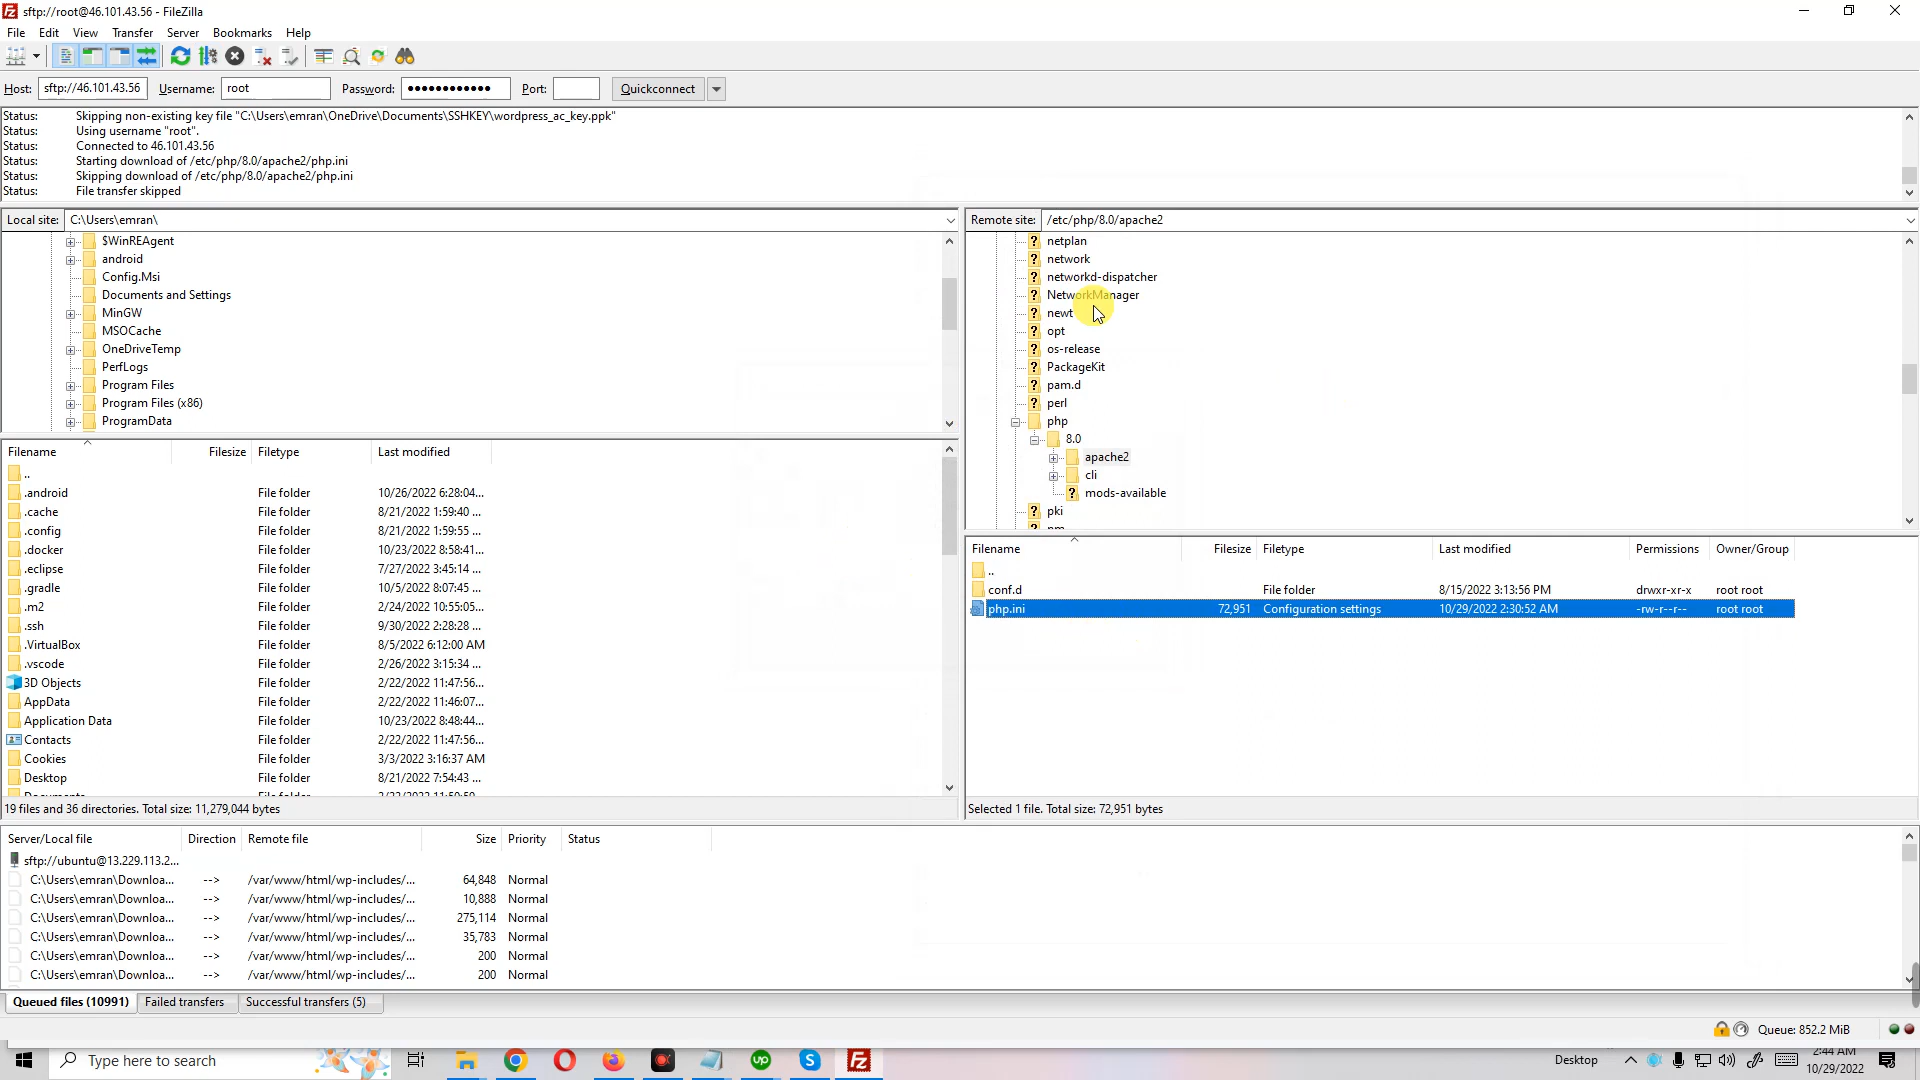 sftp://root@46.101.43.56 - FileZilla
File Edit View Transfer Server Bookmarks Help
Host: sftp://46.101.43.56 Username: root Password: ●●●●●●●●●●●● Port: Quickconnect
Status: Skipping non-existing key file "C:\Users\emran\OneDrive\Documents\SSHKEY\wordpress_ac_key.ppk"
Status: Using username "root".
Status: Connected to 46.101.43.56
Status: Starting download of /etc/php/8.0/apache2/php.ini
Status: Skipping download of /etc/php/8.0/apache2/php.ini
Status: File transfer skipped
Local site: C:\Users\emran\
$WinREAgent
android
Config.Msi
Documents and Settings
MinGW
MSOCache
OneDriveTemp
PerfLogs
Program Files
Program Files (x86)
ProgramData
Filename Filesize Filetype Last modified
..
.android File folder 10/26/2022 6:28:04...
.cache File folder 8/21/2022 1:59:40 ...
.config File folder 8/21/2022 1:59:55 ...
.docker File folder 10/23/2022 8:58:41...
.eclipse File folder 7/27/2022 3:45:14 ...
.gradle File folder 10/5/2022 8:07:45 ...
.m2 File folder 2/24/2022 10:55:05...
.ssh File folder 9/30/2022 2:28:28 ...
.VirtualBox File folder 8/5/2022 6:12:00 AM
.vscode File folder 2/26/2022 3:15:34 ...
3D Objects File folder 2/22/2022 11:47:56...
AppData File folder 2/22/2022 11:46:07...
Application Data File folder 10/23/2022 8:48:44...
Contacts File folder 2/22/2022 11:47:56...
Cookies File folder 3/3/2022 3:16:37 AM
Desktop File folder 8/21/2022 7:54:43 ...
19 files and 36 directories. Total size: 11,279,044 bytes
Remote site: /etc/php/8.0/apache2
netplan
network
networkd-dispatcher
NetworkManager
newt
opt
os-release
PackageKit
pam.d
perl
php
8.0
apache2
cli
mods-available
pki
pm
Filename Filesize Filetype Last modified Permissions Owner/Group
..
conf.d File folder 8/15/2022 3:13:56 PM drwxr-xr-x root root
php.ini 72,951 Configuration settings 10/29/2022 2:30:52 AM -rw-r--r-- root root
Selected 1 file. Total size: 72,951 bytes
Server/Local file Direction Remote file Size Priority Status
sftp://ubuntu@13.229.113.2...
C:\Users\emran\Downloa... --> /var/www/html/wp-includes/... 64,848 Normal
C:\Users\emran\Downloa... --> /var/www/html/wp-includes/... 10,888 Normal
C:\Users\emran\Downloa... --> /var/www/html/wp-includes/... 275,114 Normal
C:\Users\emran\Downloa... --> /var/www/html/wp-includes/... 35,783 Normal
C:\Users\emran\Downloa... --> /var/www/html/wp-includes/... 200 Normal
C:\Users\emran\Downloa... --> /var/www/html/wp-includes/... 200 Normal
Queued files (10991) Failed transfers Successful transfers (5)
Queue: 852.2 MiB
Type here to search
Desktop
2:44 AM
10/29/2022